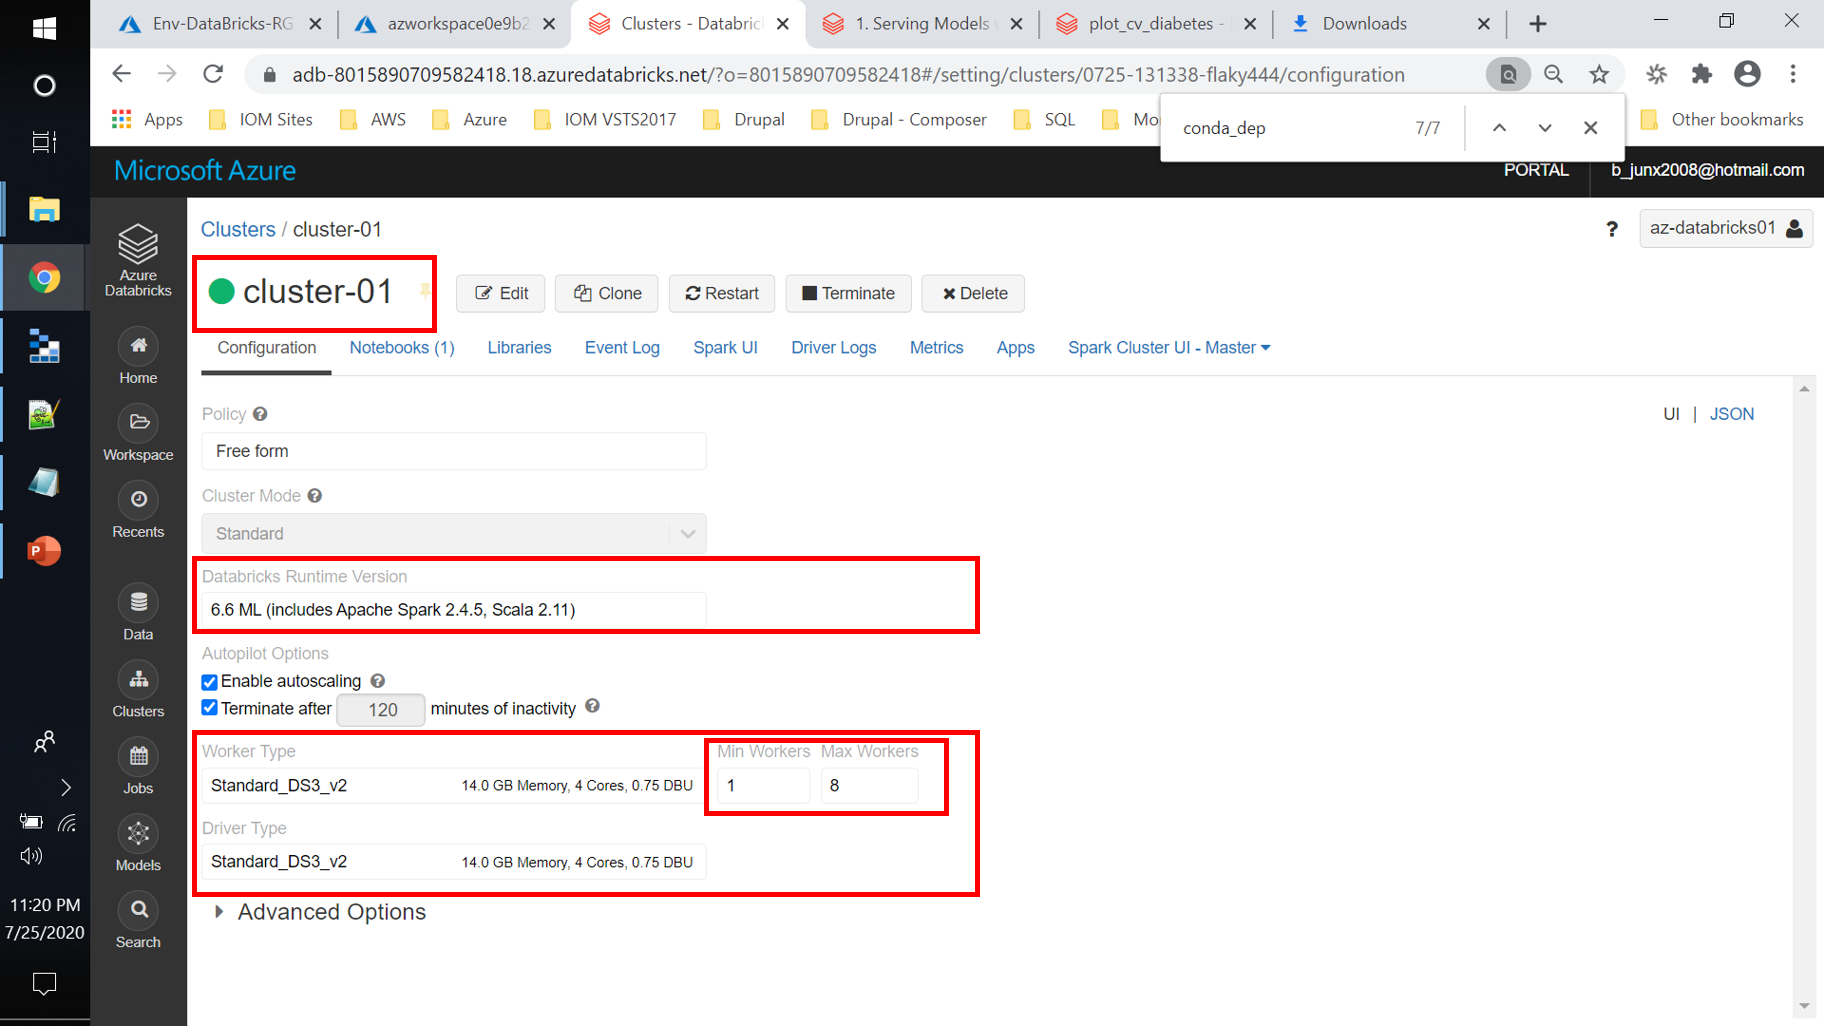 Env-DataBricks-RG
azworkspace0e9b2
Clusters - Databric
1. Serving Models
plot_cv_diabetes -
Downloads
adb-8015890709582418.18.azuredatabricks.net/?o=8015890709582418#/setting/clusters/0725-131338-flaky444/configuration
Apps
IOM Sites
AWS
Azure
IOM VSTS2017
Drupal
Drupal - Composer
SQL
Mo
Other bookmarks
conda_dep
7/7
Microsoft Azure
PORTAL
b_junx2008@hotmail.com
Azure
Databricks
Home
Workspace
Recents
Data
Clusters
Jobs
Models
Search
Clusters / cluster-01
?
az-databricks01
cluster-01
Edit
Clone
Restart
Terminate
Delete
Configuration
Notebooks (1)
Libraries
Event Log
Spark UI
Driver Logs
Metrics
Apps
Spark Cluster UI - Master
UI | JSON
Policy
Free form
Cluster Mode
Standard
Databricks Runtime Version
6.6 ML (includes Apache Spark 2.4.5, Scala 2.11)
Autopilot Options
Enable autoscaling
Terminate after 120 minutes of inactivity
Worker Type
Min Workers
Max Workers
Standard_DS3_v2
14.0 GB Memory, 4 Cores, 0.75 DBU
1
8
Driver Type
Standard_DS3_v2
14.0 GB Memory, 4 Cores, 0.75 DBU
Advanced Options
11:20 PM
7/25/2020